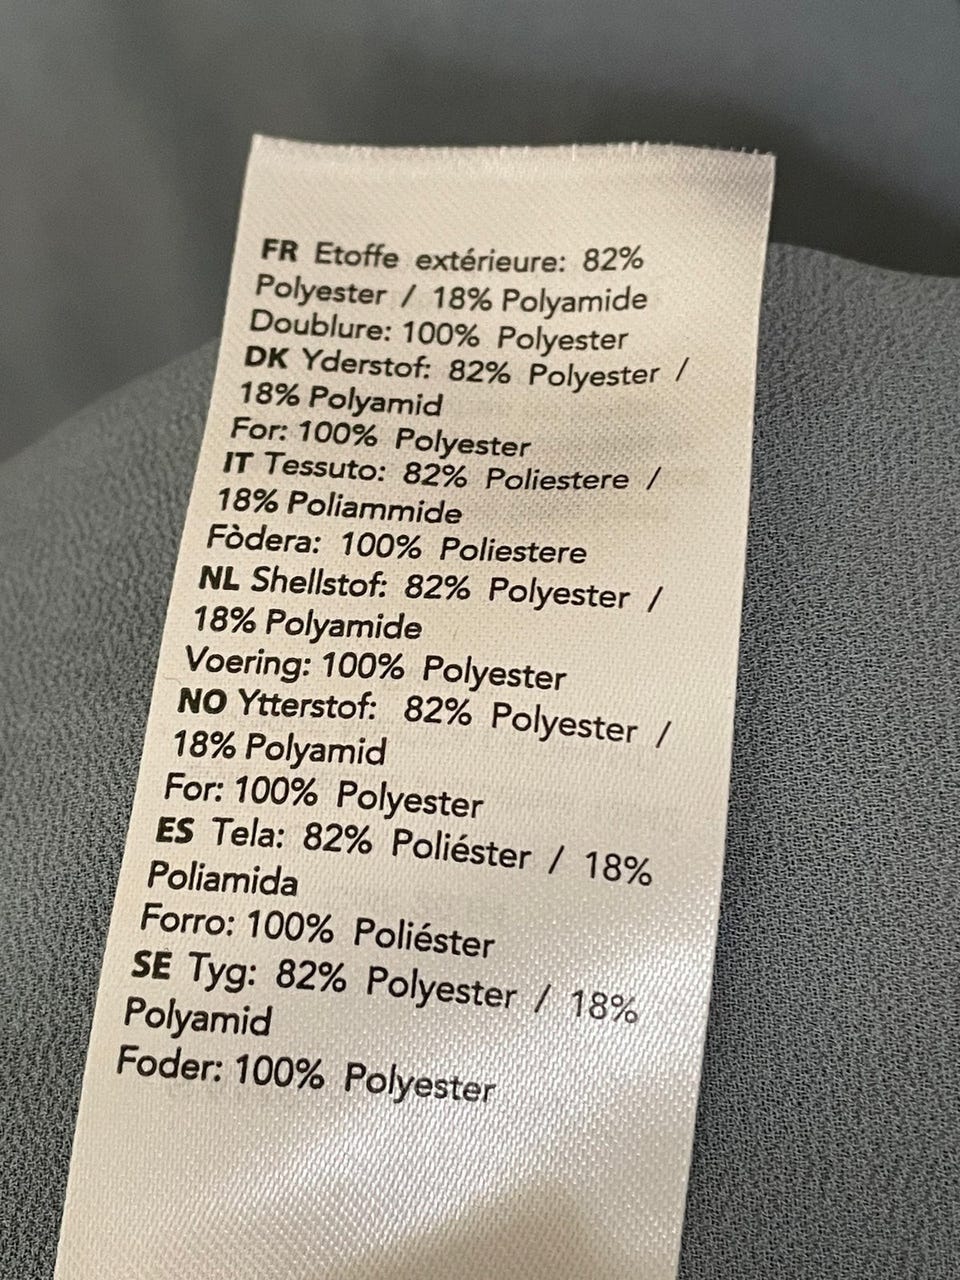 FR Etoffe extérieure: 82%
Polyester / 18% Polyamide
Doublure: 100% Polyester
DK Yderstof: 82% Polyester /
18% Polyamid
For: 100% Polyester
IT Tessuto: 82% Poliestere /
18% Poliammide
Fòdera: 100% Poliestere
NL Shellstof: 82% Polyester /
18% Polyamide
Voering: 100% Polyester
NO Ytterstof: 82% Polyester /
18% Polyamid
For: 100% Polyester
ES Tela: 82% Poliéster / 18%
Poliamida
Forro: 100% Poliéster
SE Tyg: 82% Polyester / 18%
Polyamid
Foder: 100% Polyester